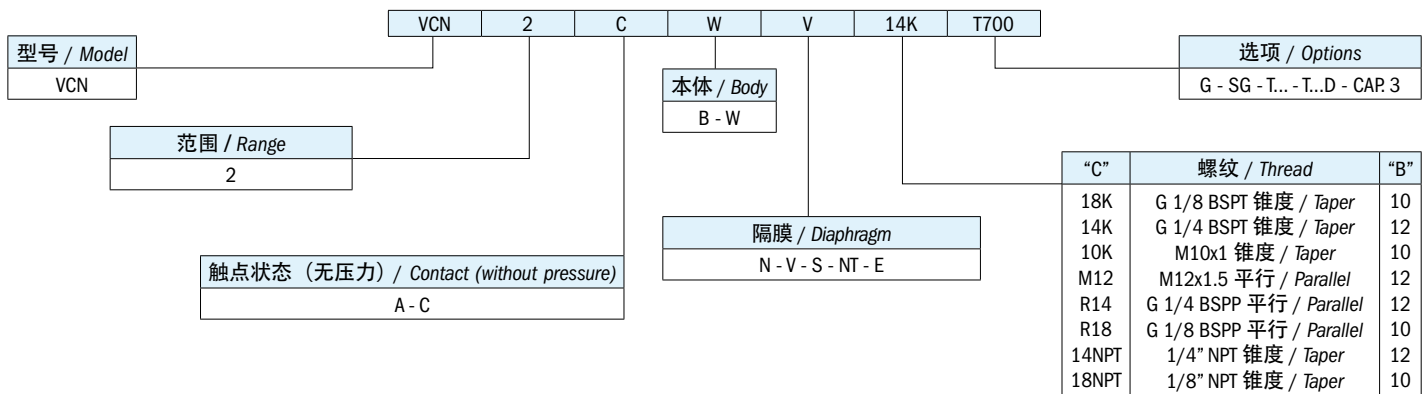 VCN 2 C W V 14K T700
型号 / Model
VCN
范围 / Range
2
触点状态（无压力）/ Contact (without pressure)
A - C
本体 / Body
B - W
隔膜 / Diaphragm
N - V - S - NT - E
选项 / Options
G - SG - T... - T...D - CAP. 3
“C” 螺纹 / Thread “B”
18K G 1/8 BSPT 锥度 / Taper 10
14K G 1/4 BSPT 锥度 / Taper 12
10K M10x1 锥度 / Taper 10
M12 M12x1.5 平行 / Parallel 12
R14 G 1/4 BSPP 平行 / Parallel 12
R18 G 1/8 BSPP 平行 / Parallel 10
14NPT 1/4” NPT 锥度 / Taper 12
18NPT 1/8” NPT 锥度 / Taper 10